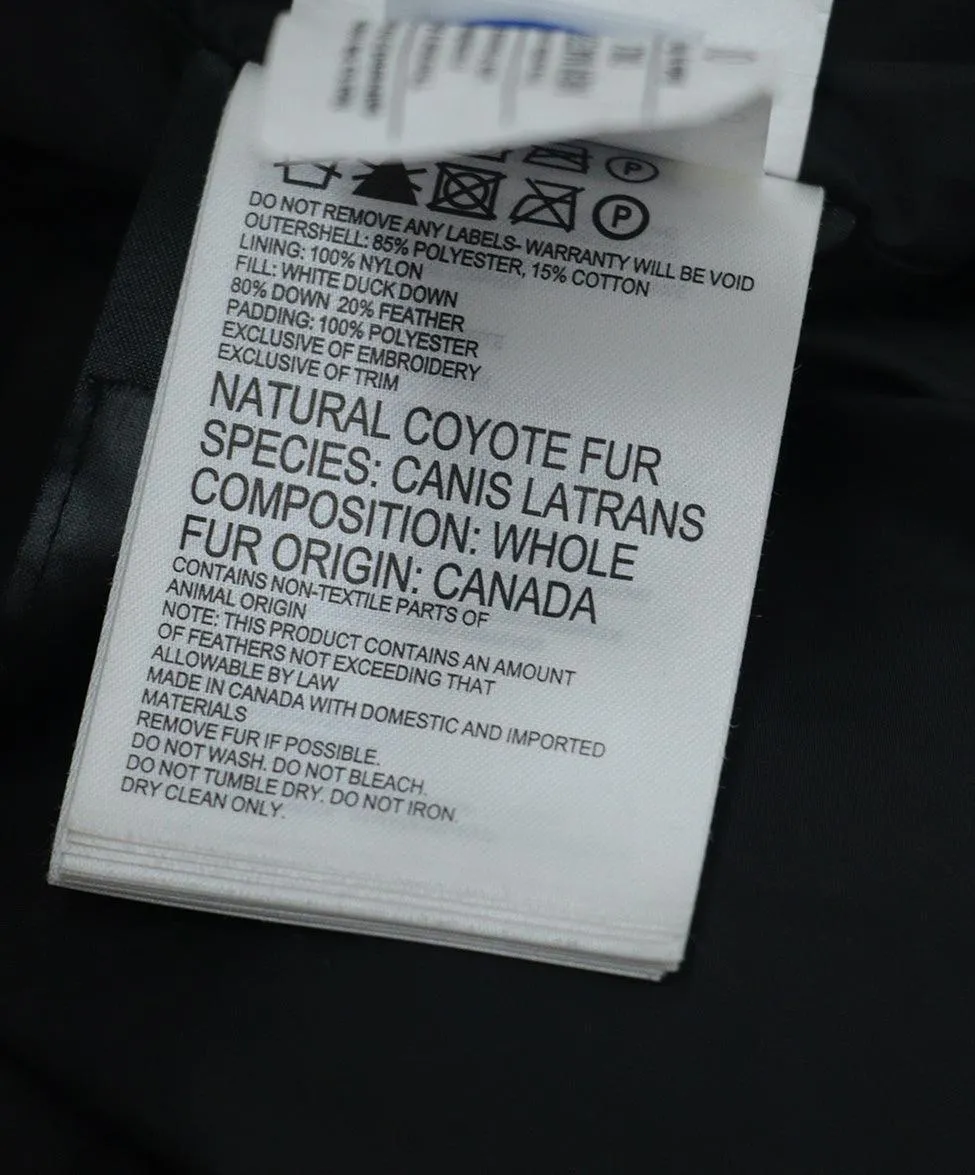 P
P
DO NOT REMOVE ANY LABELS- WARRANTY WILL BE VOID
OUTERSHELL: 85% POLYESTER, 15% COTTON
LINING: 100% NYLON
FILL: WHITE DUCK DOWN
80% DOWN 20% FEATHER
PADDING: 100% POLYESTER
EXCLUSIVE OF EMBROIDERY
EXCLUSIVE OF TRIM
NATURAL COYOTE FUR
SPECIES: CANIS LATRANS
COMPOSITION: WHOLE
FUR ORIGIN: CANADA
CONTAINS NON-TEXTILE PARTS OF
ANIMAL ORIGIN
NOTE: THIS PRODUCT CONTAINS AN AMOUNT
OF FEATHERS NOT EXCEEDING THAT
ALLOWABLE BY LAW
MADE IN CANADA WITH DOMESTIC AND IMPORTED
MATERIALS
REMOVE FUR IF POSSIBLE.
DO NOT WASH. DO NOT BLEACH.
DO NOT TUMBLE DRY. DO NOT IRON.
DRY CLEAN ONLY.